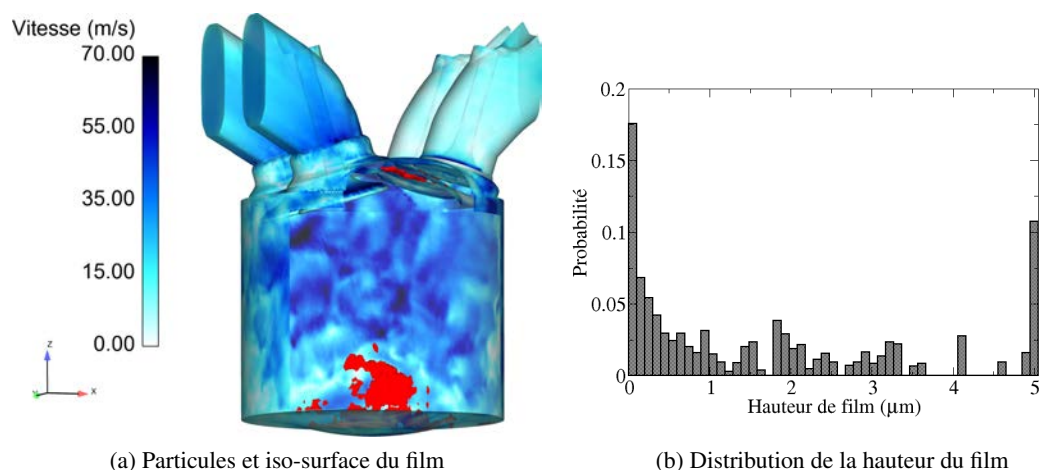 Vitesse (m/s)
70.00
55.00
35.00
15.00
0.00
z
Y
x
(a) Particules et iso-surface du film
0.2
0.15
0.1
0.05
0
Probabilité
0 1 2 3 4 5
Hauteur de film (µm)
(b) Distribution de la hauteur du film